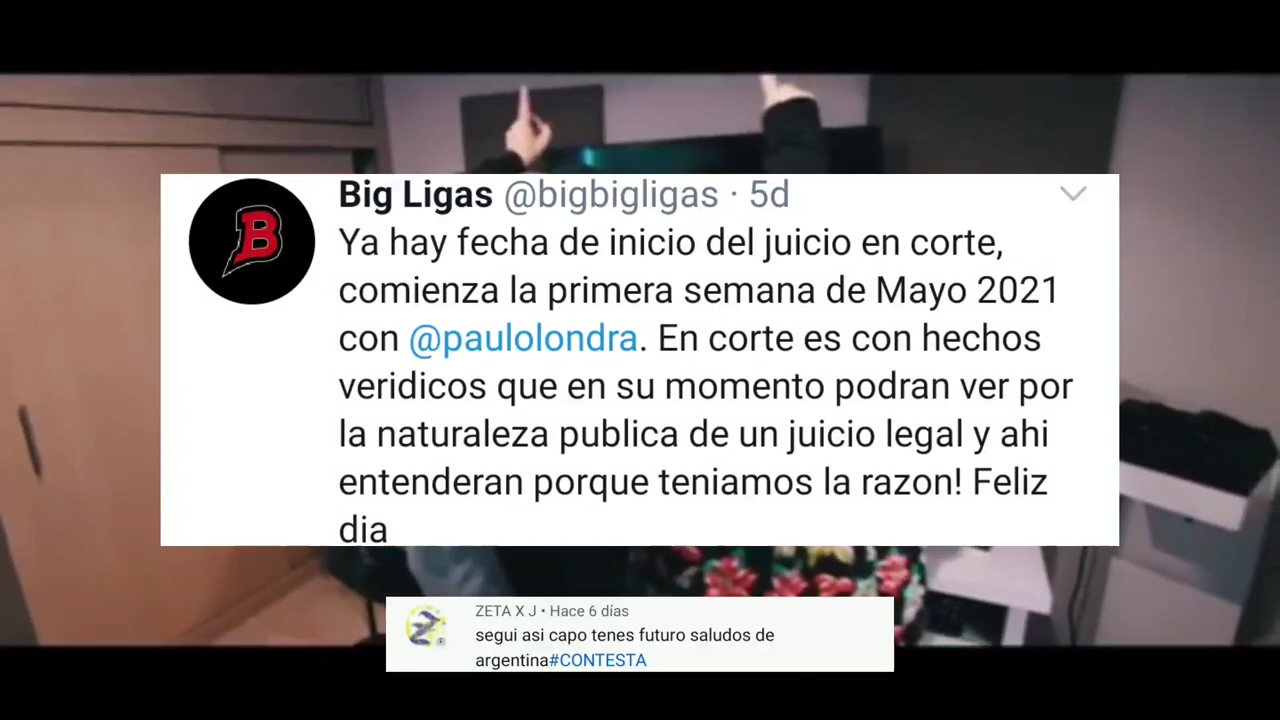 B
Big Ligas @bigbigligas · 5d
Ya hay fecha de inicio del juicio en corte,
comienza la primera semana de Mayo 2021
con @paulolondra. En corte es con hechos
veridicos que en su momento podran ver por
la naturaleza publica de un juicio legal y ahi
entenderan porque teniamos la razon! Feliz
dia
Z
ZETA X J • Hace 6 días
segui asi capo tenes futuro saludos de
argentina#CONTESTA